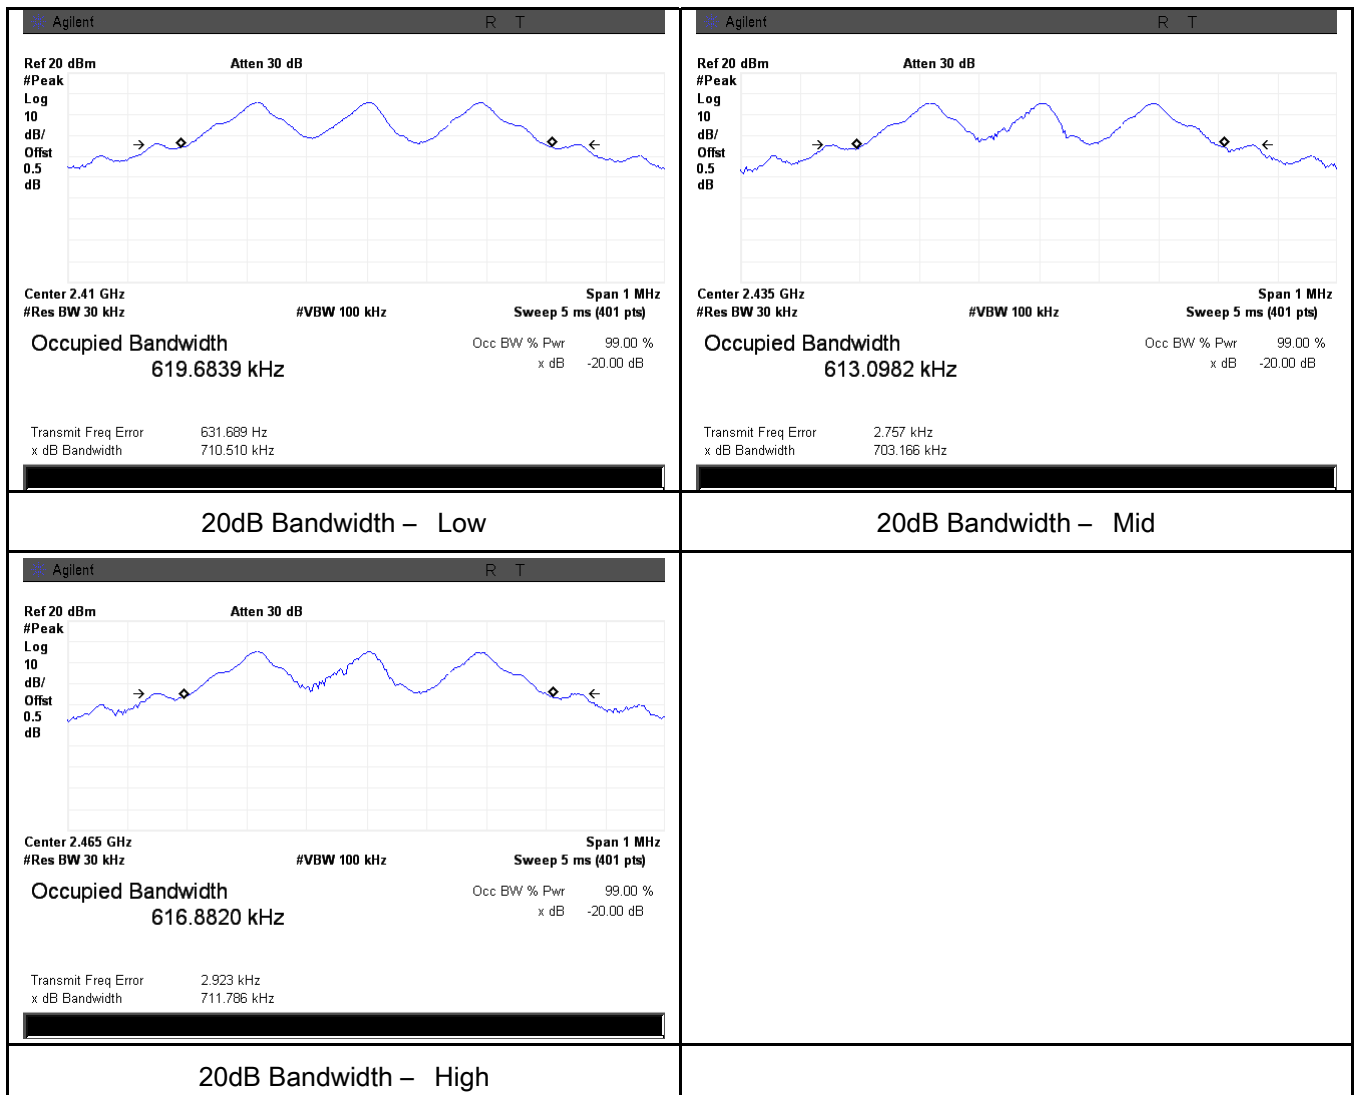 Agilent R T
Ref 20 dBm Atten 30 dB
#Peak
Log
10
dB/
Offst
0.5
dB
Center 2.41 GHz Span 1 MHz
#Res BW 30 kHz #VBW 100 kHz Sweep 5 ms (401 pts)
Occupied Bandwidth Occ BW % Pwr 99.00 %
619.6839 kHz x dB -20.00 dB
Transmit Freq Error 631.689 Hz
x dB Bandwidth 710.510 kHz
20dB Bandwidth – Low
Agilent R T
Ref 20 dBm Atten 30 dB
#Peak
Log
10
dB/
Offst
0.5
dB
Center 2.435 GHz Span 1 MHz
#Res BW 30 kHz #VBW 100 kHz Sweep 5 ms (401 pts)
Occupied Bandwidth Occ BW % Pwr 99.00 %
613.0982 kHz x dB -20.00 dB
Transmit Freq Error 2.757 kHz
x dB Bandwidth 703.166 kHz
20dB Bandwidth – Mid
Agilent R T
Ref 20 dBm Atten 30 dB
#Peak
Log
10
dB/
Offst
0.5
dB
Center 2.465 GHz Span 1 MHz
#Res BW 30 kHz #VBW 100 kHz Sweep 5 ms (401 pts)
Occupied Bandwidth Occ BW % Pwr 99.00 %
616.8820 kHz x dB -20.00 dB
Transmit Freq Error 2.923 kHz
x dB Bandwidth 711.786 kHz
20dB Bandwidth – High